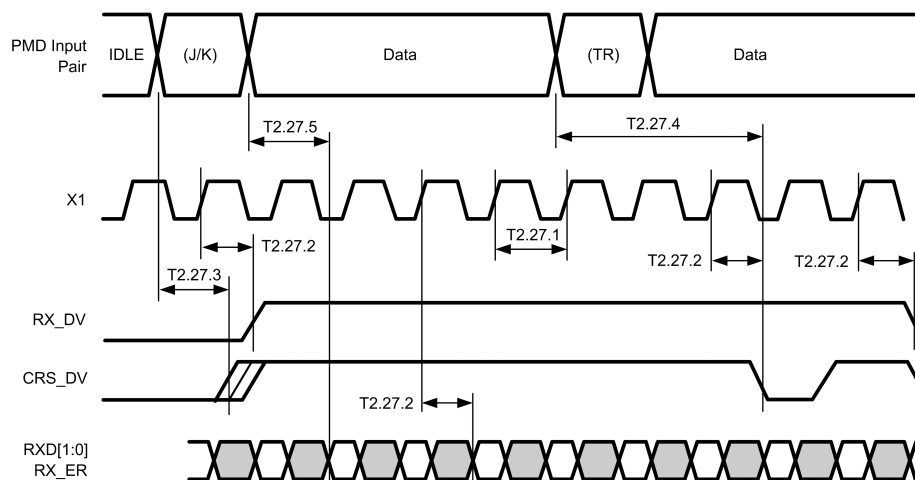 PMD Input
Pair
IDLE
(J/K)
Data
(TR)
Data
T2.27.5
T2.27.4
X1
T2.27.2
T2.27.1
T2.27.2
T2.27.2
T2.27.3
RX_DV
CRS_DV
T2.27.2
RXD[1:0]
RX_ER